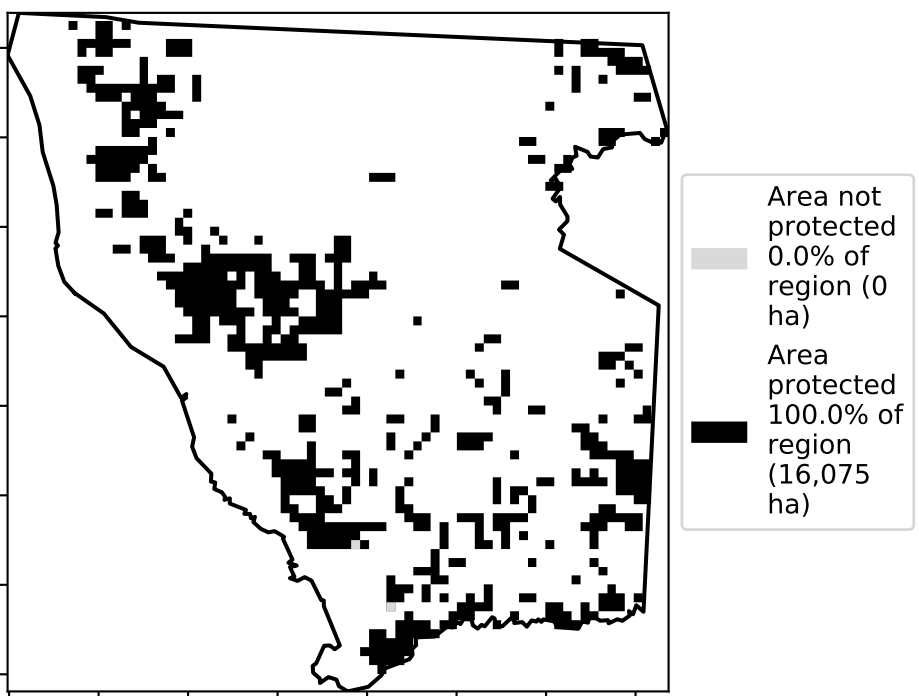 Area not
protected
0.0% of
region (0
ha)
Area
protected
100.0% of
region
(16,075
ha)